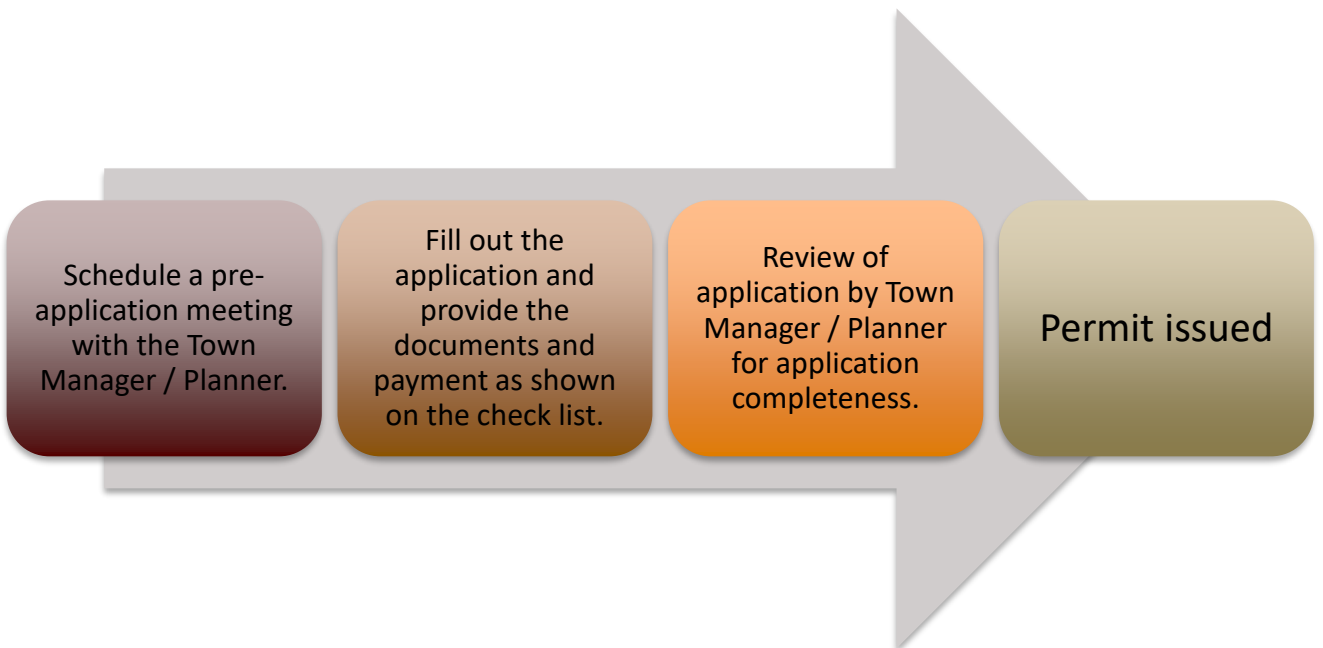 Schedule a pre-
application meeting
with the Town
Manager / Planner.
Fill out the
application and
provide the
documents and
payment as shown
on the check list.
Review of
application by Town
Manager / Planner
for application
completeness.
Permit issued